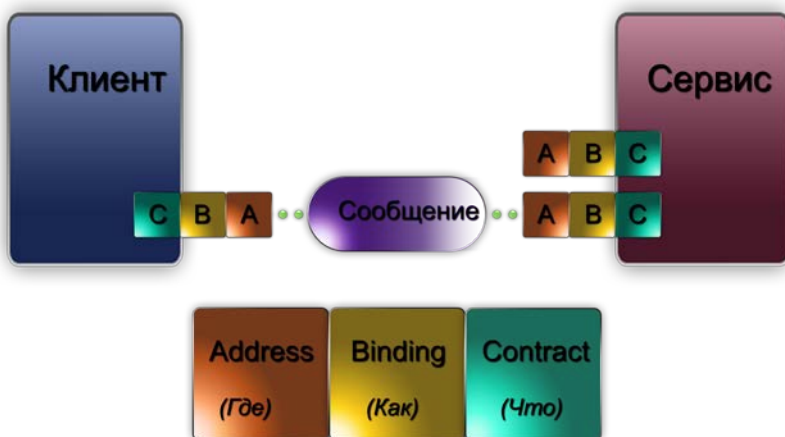 Клиент
Сервис
A B C
C B A
Сообщение
A B C
Address Binding Contract
(Где) (Как) (Что)